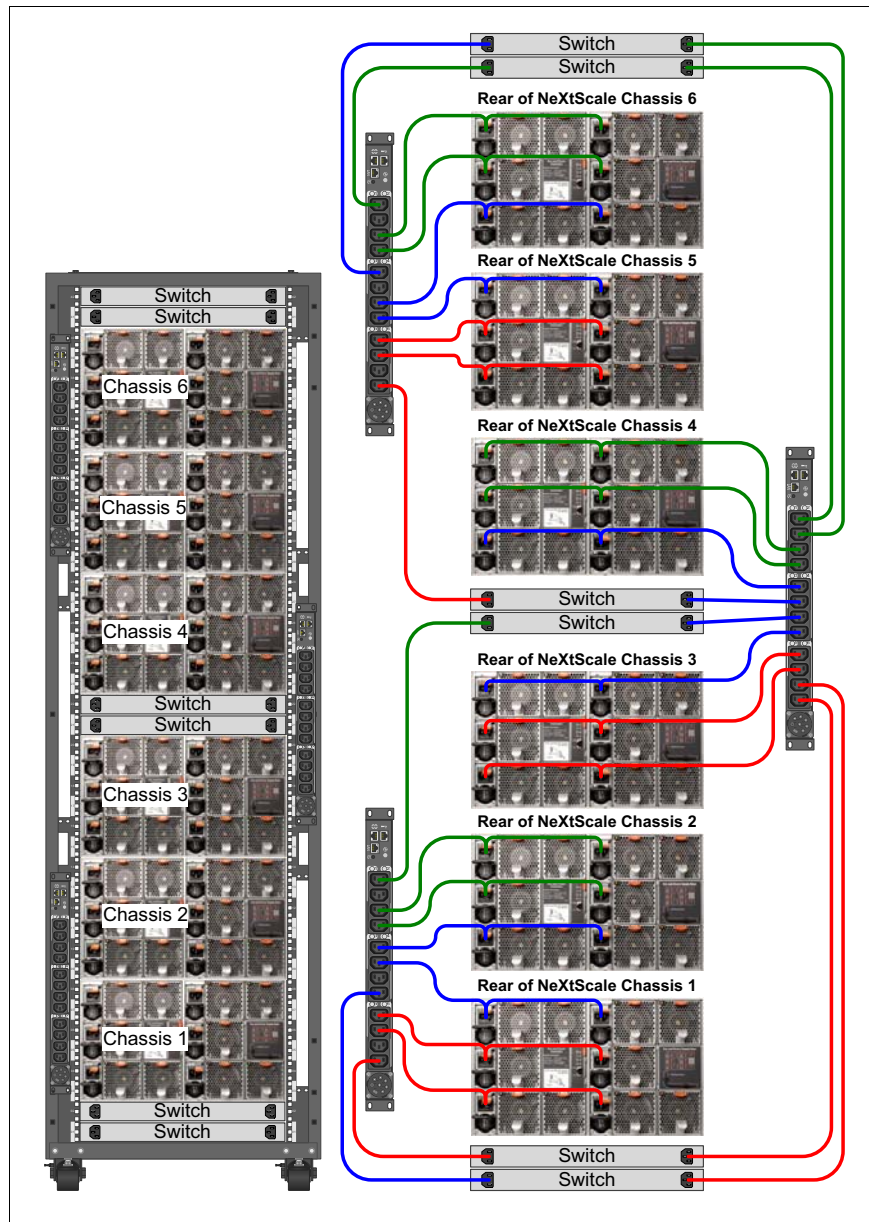 Switch
Switch
Chassis 6
Chassis 5
Chassis 4
Switch
Switch
Chassis 3
Chassis 2
Chassis 1
Switch
Switch
Switch
Switch
Rear of NeXtScale Chassis 6
Rear of NeXtScale Chassis 5
Rear of NeXtScale Chassis 4
Switch
Switch
Rear of NeXtScale Chassis 3
Rear of NeXtScale Chassis 2
Rear of NeXtScale Chassis 1
Switch
Switch